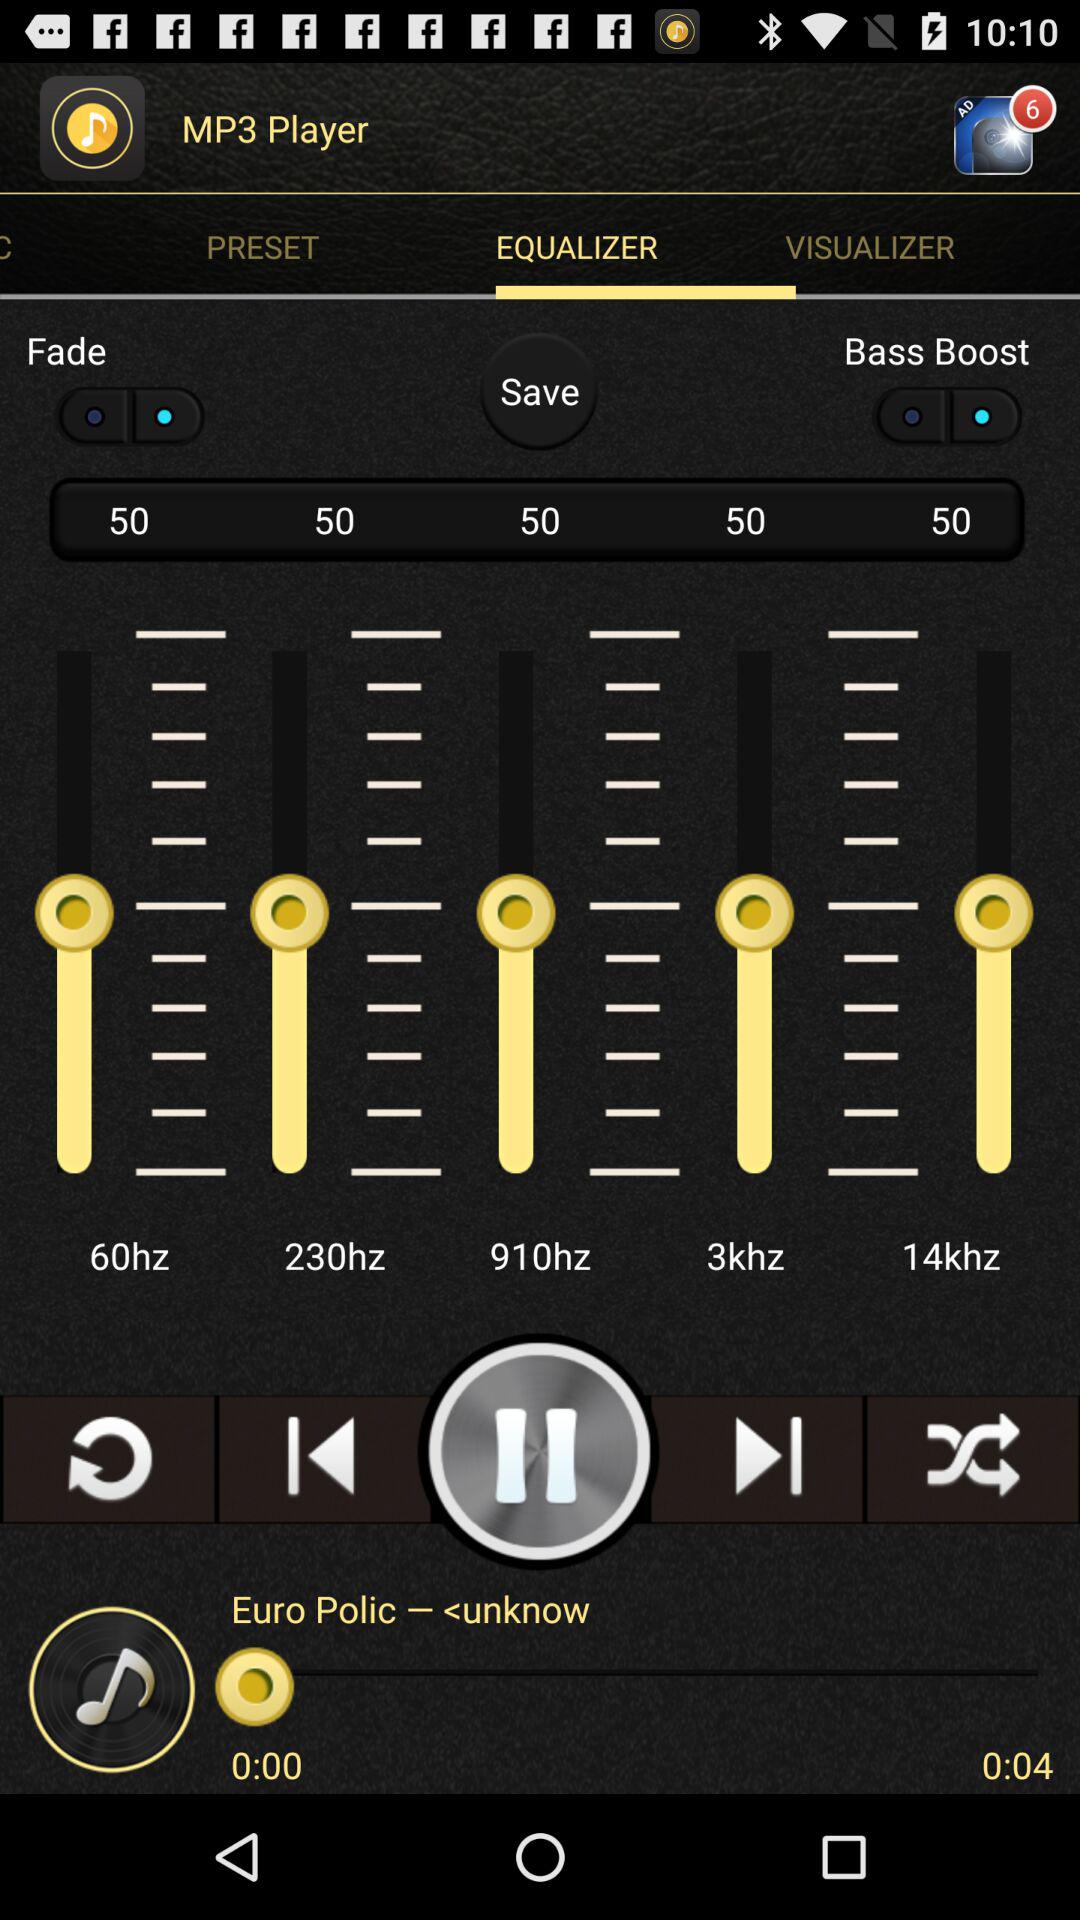 10:10
MP3 Player
AD
6
C PRESET EQUALIZER VISUALIZER
Fade Save Bass Boost
50 50 50 50 50
60hz 230hz 910hz 3khz 14khz
Euro Polic – <unknow
0:00 0:04